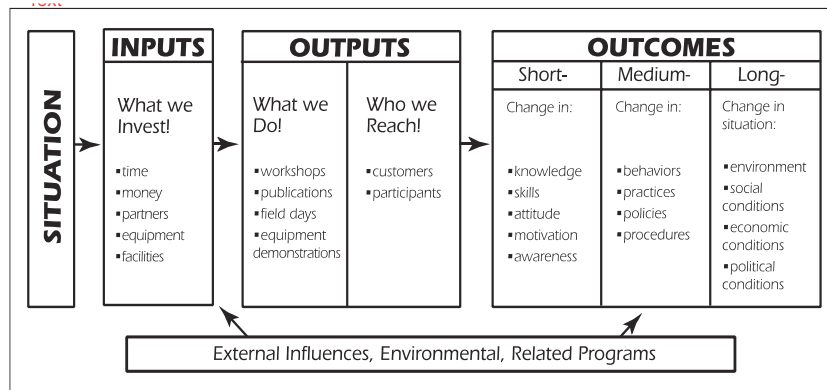 SITUATION
INPUTS
What we
Invest!
▪time
▪money
▪partners
▪equipment
▪facilities
OUTPUTS
What we
Do!
▪workshops
▪publications
▪field days
▪equipment
demonstrations
Who we
Reach!
▪customers
▪participants
OUTCOMES
Short-
Change in:
▪knowledge
▪skills
▪attitude
▪motivation
▪awareness
Medium-
Change in:
▪behaviors
▪practices
▪policies
▪procedures
Long-
Change in
situation:
▪environment
▪social
conditions
▪economic
conditions
▪political
conditions
External Influences, Environmental, Related Programs